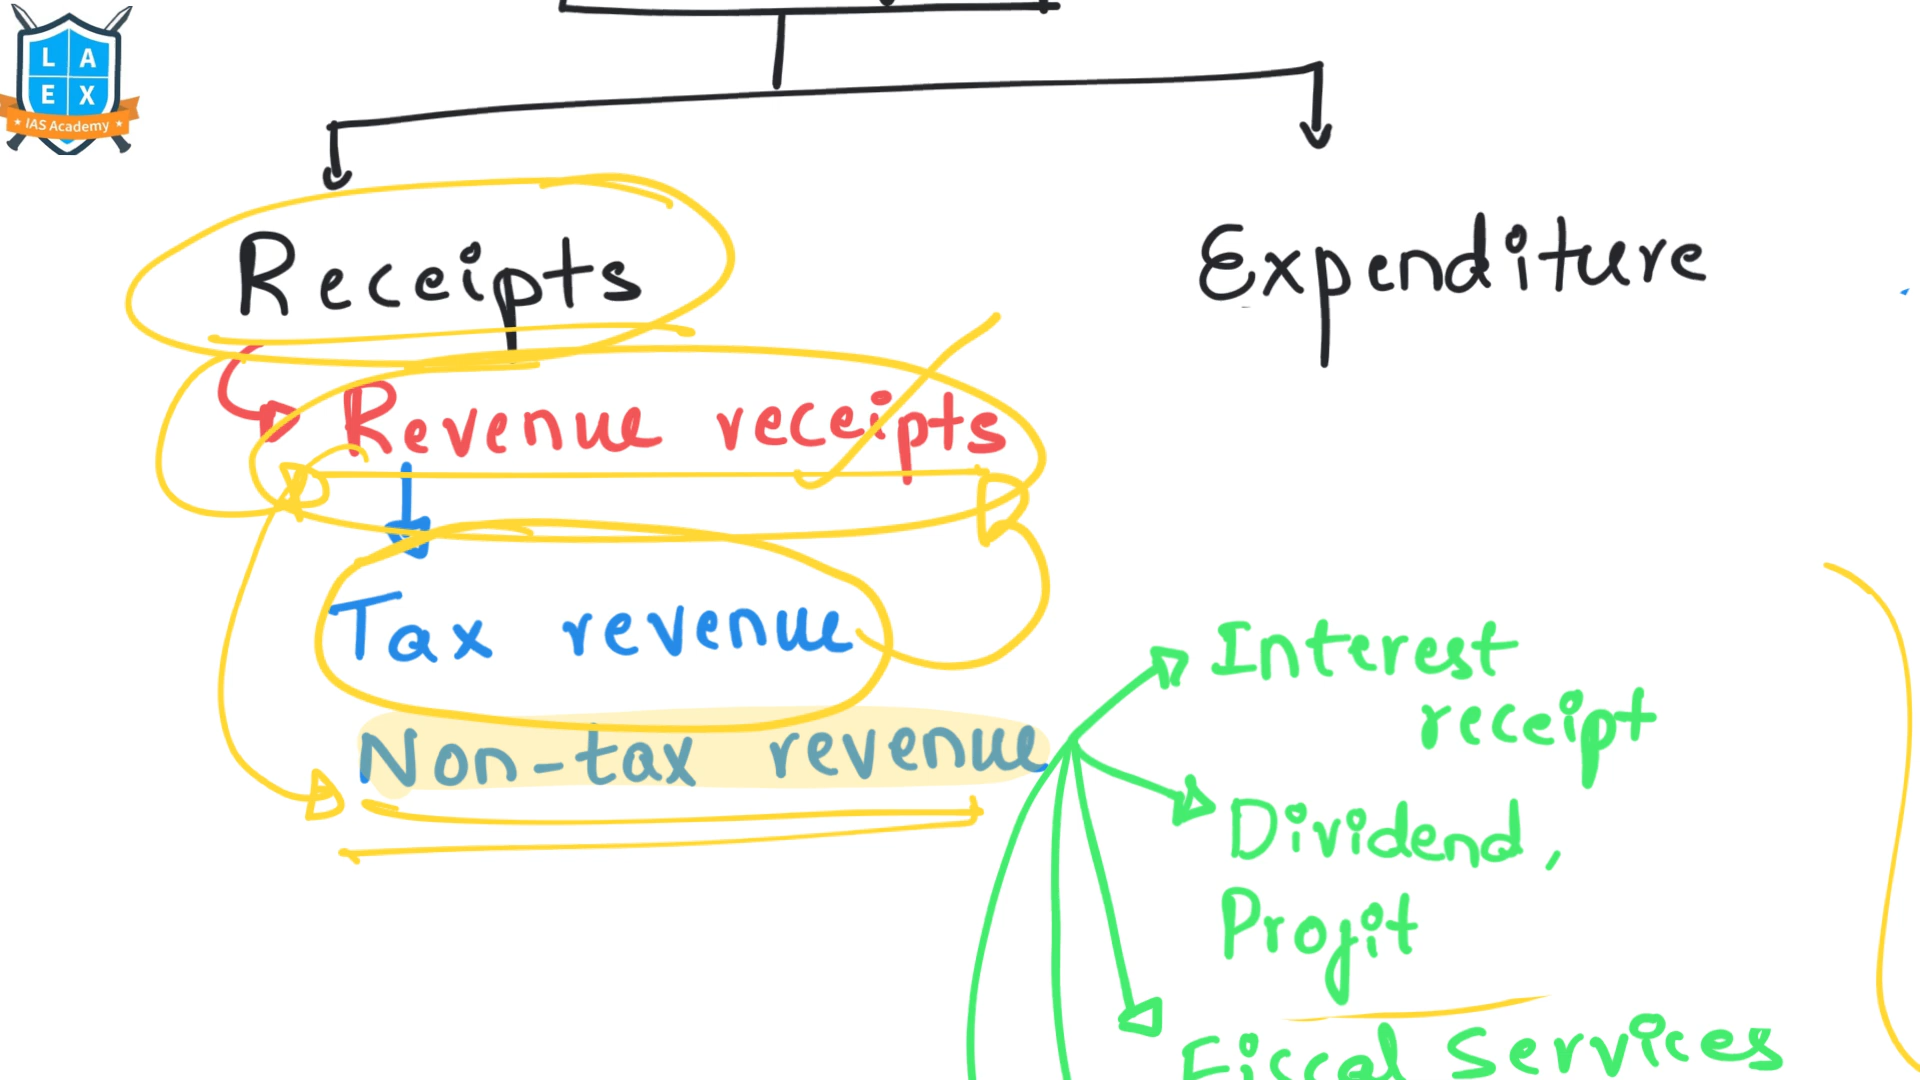 L A
E X
IAS Academy
Receipts
Expenditure
Revenue receipts
Tax revenue
Non-tax revenue
Interest
receipt
Dividend,
Profit
Fiscal Services